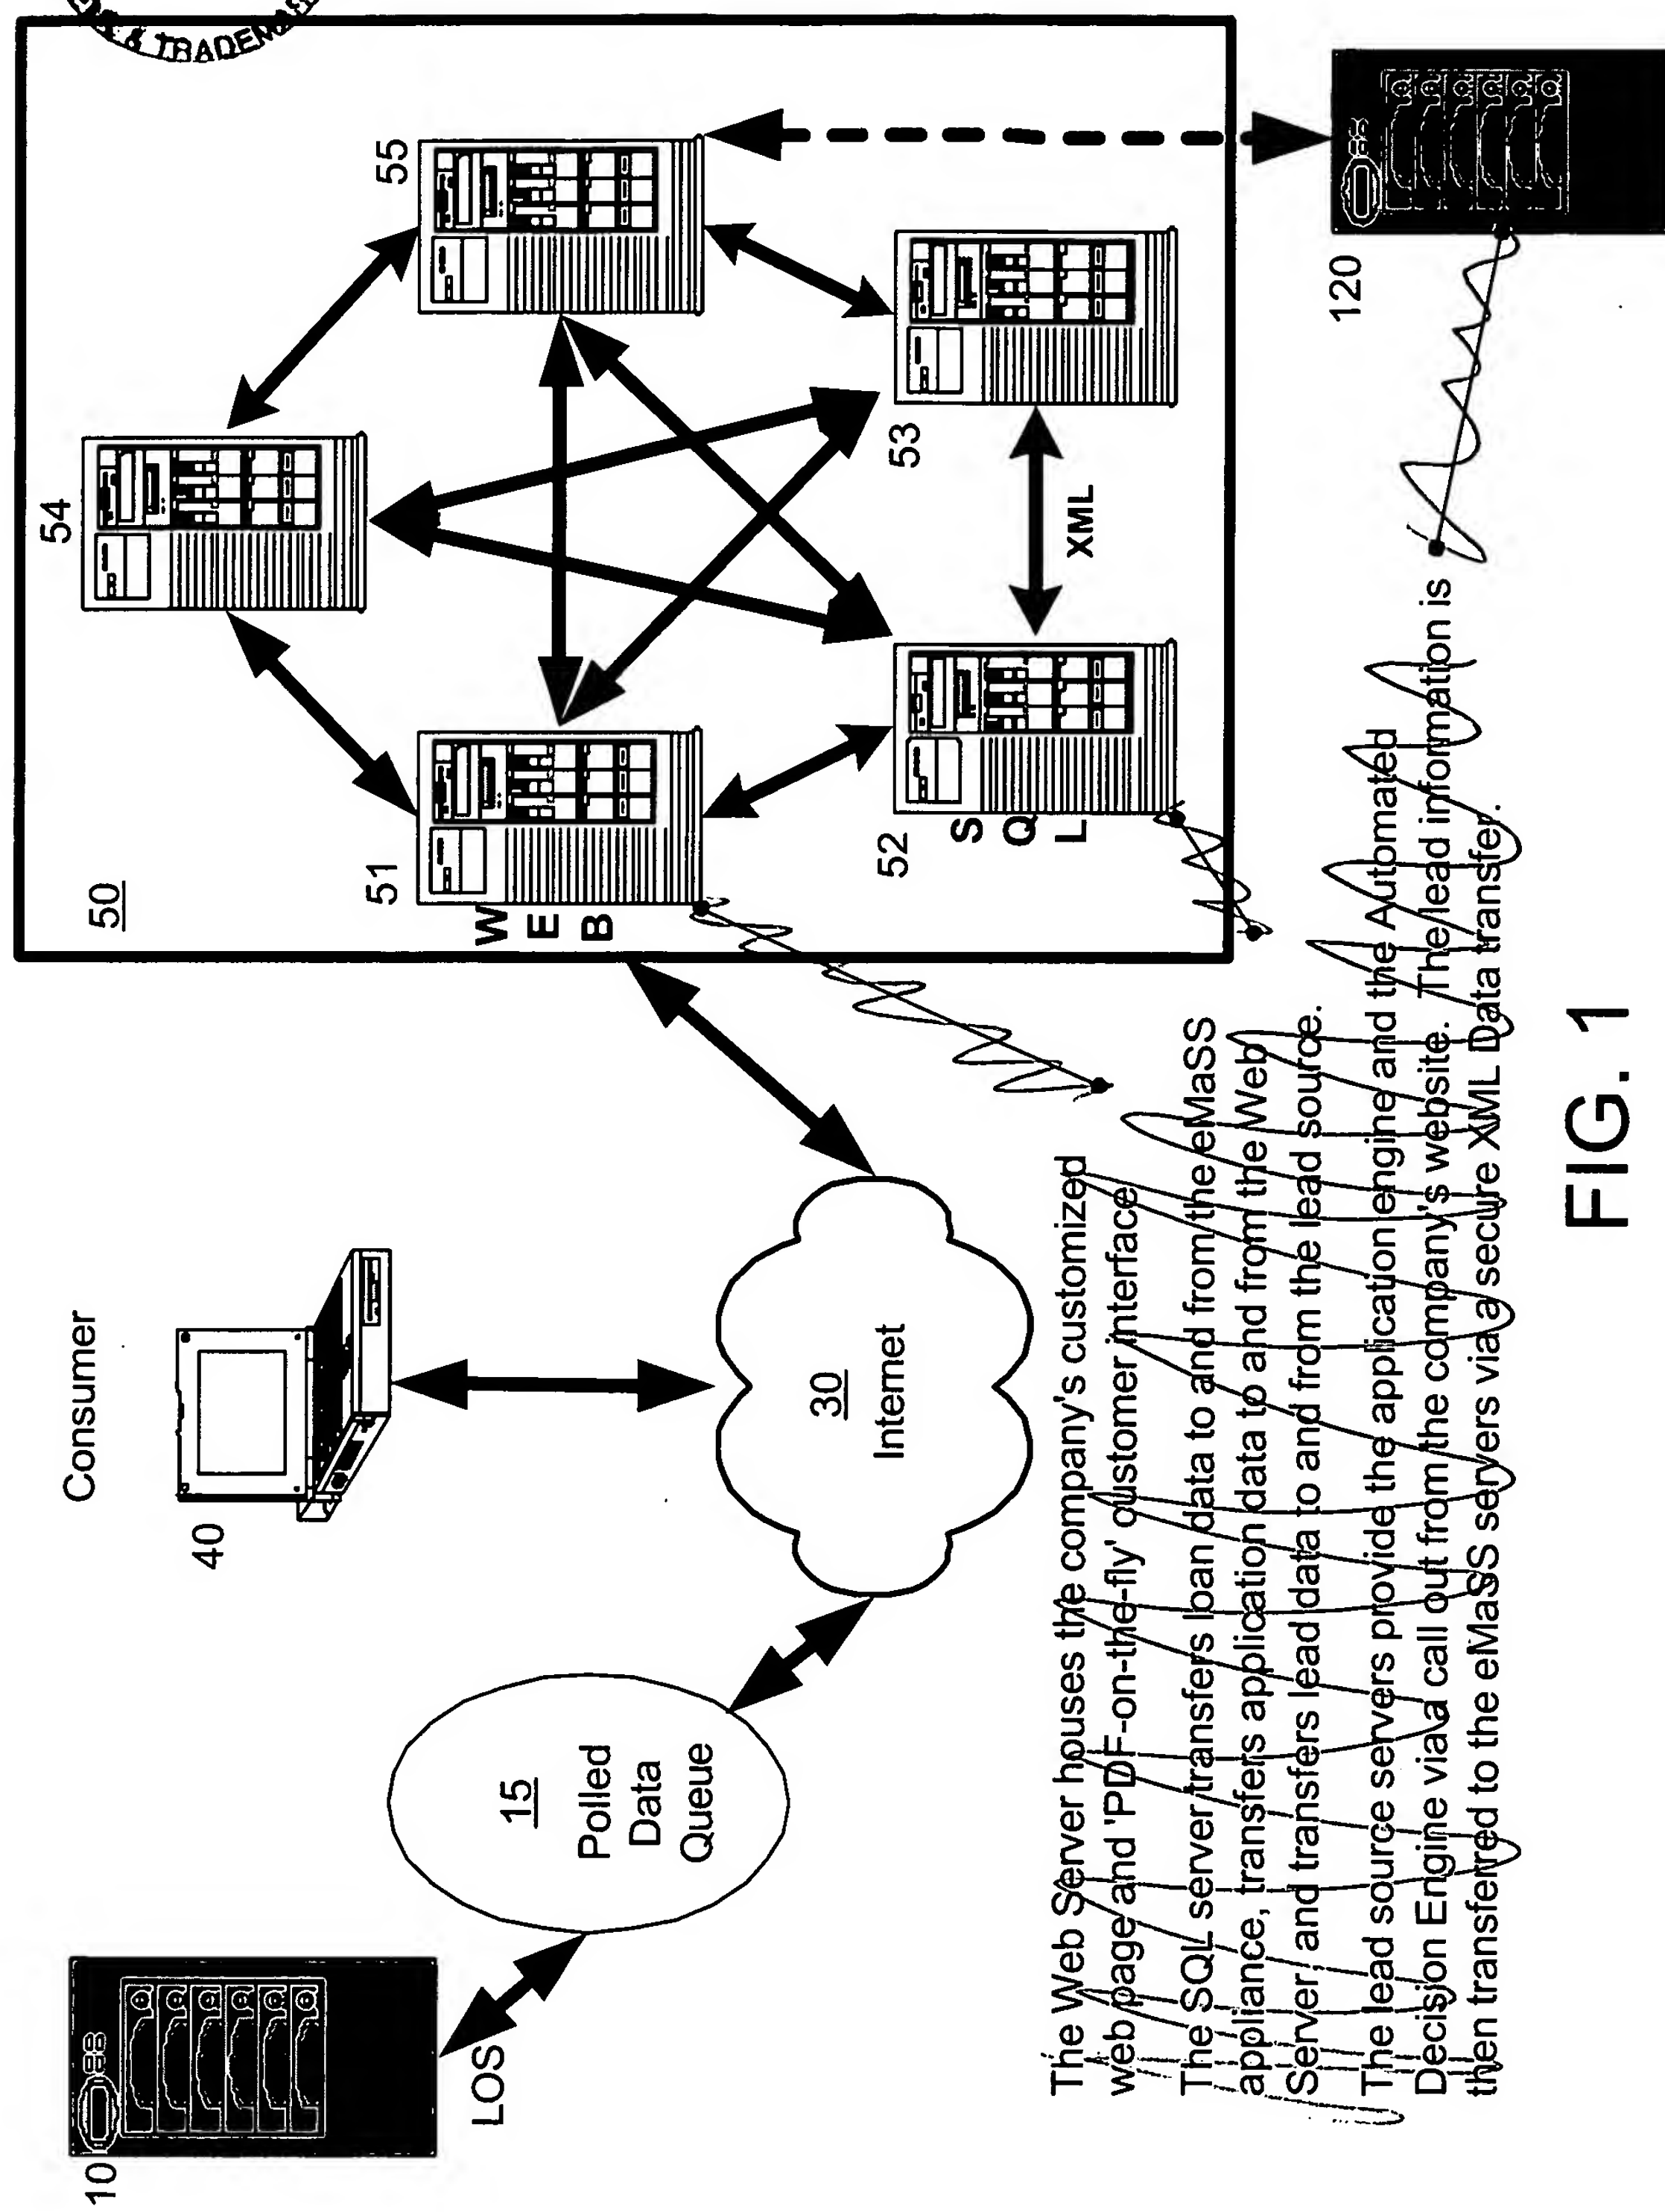 & TRADEMA
10
LOS
15
Polled
Data
Queue
Consumer
40
30
Internet
50
54
55
51
WEB
52
SQL
53
XML
120
The Web Server houses the company's customized
web page and 'PDF-on-the-fly' customer interface
The SQL server transfers loan data to and from the eMaSS
appliance, transfers application data to and from the Web
Server and transfers lead data to and from the lead source.
The lead source servers provide the application engine and the Automated
Decision Engine via a call out from the company's website. The lead information is
then transferred to the eMaSS servers via a secure XML Data transfer.
FIG. 1